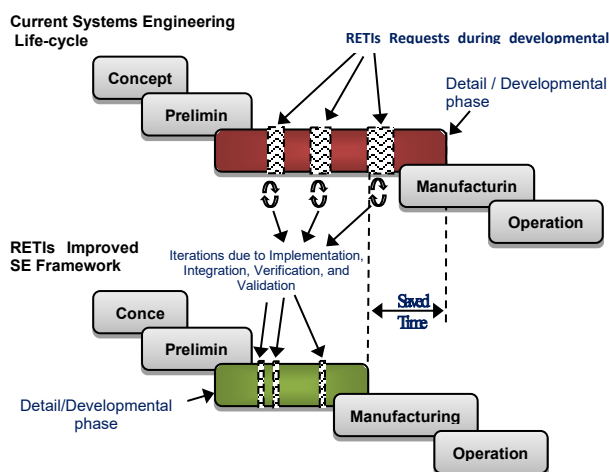 Current Systems Engineering
Life-cycle
RETIs Requests during developmental
Concept
Detail / Developmental
phase
Prelimin
Manufacturin
Operation
RETIs Improved
SE Framework
Iterations due to Implementation,
Integration, Verification, and
Validation
Saved
Time
Conce
Prelimin
Detail/Developmental
phase
Manufacturing
Operation